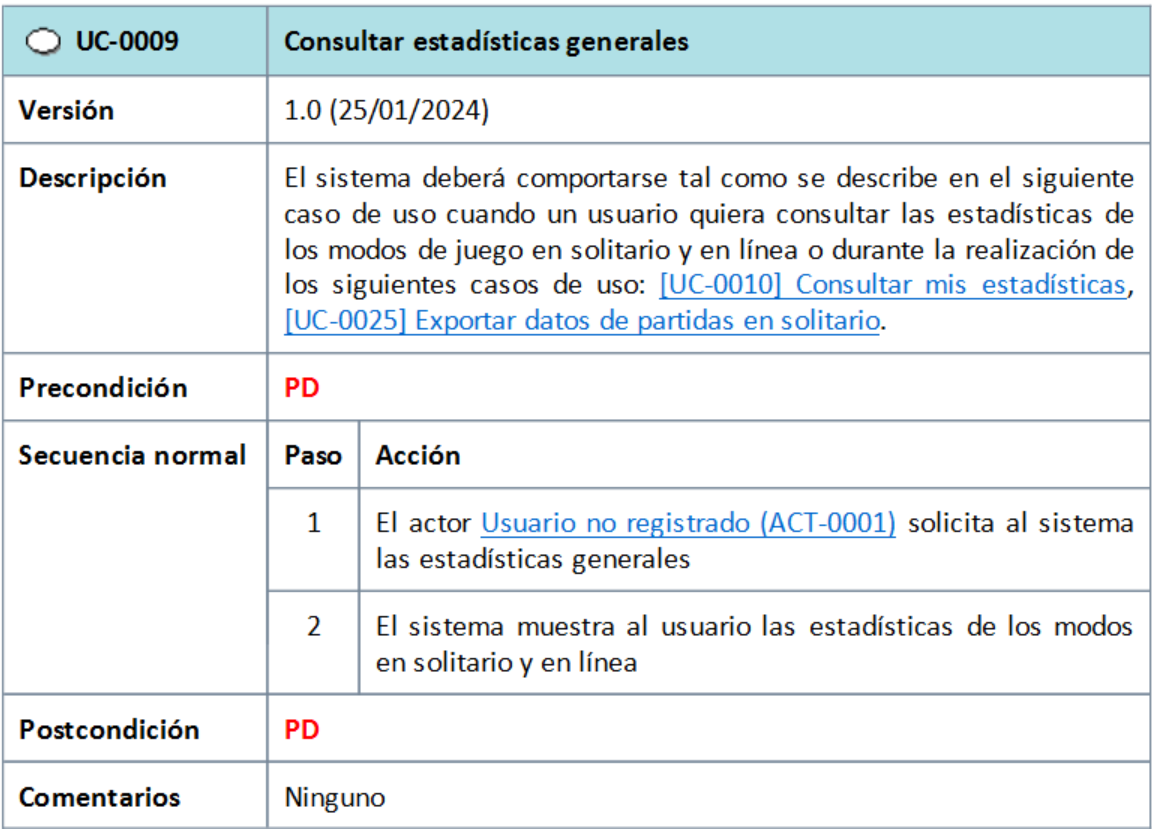 UC-0009 Consultar estadísticas generales
Versión 1.0 (25/01/2024)
Descripción El sistema deberá comportarse tal como se describe en el siguiente
caso de uso cuando un usuario quiera consultar las estadísticas de
los modos de juego en solitario y en línea o durante la realización de
los siguientes casos de uso: [UC-0010] Consultar mis estadísticas,
[UC-0025] Exportar datos de partidas en solitario.
Precondición PD
Secuencia normal Paso Acción
1 El actor Usuario no registrado (ACT-0001) solicita al sistema
las estadísticas generales
2 El sistema muestra al usuario las estadísticas de los modos
en solitario y en línea
Postcondición PD
Comentarios Ninguno